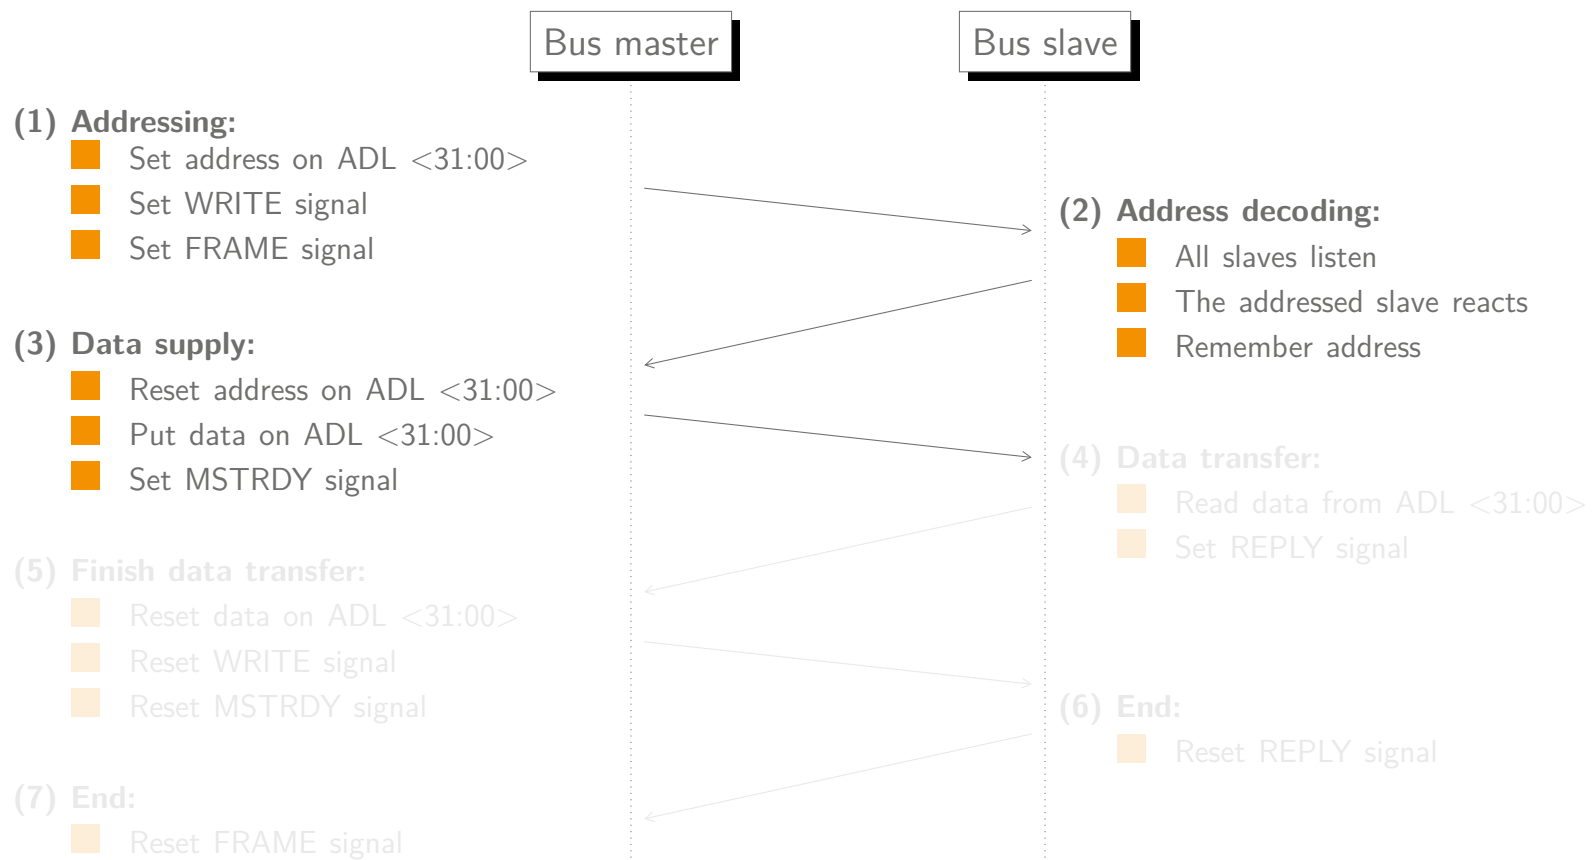 Bus master
Bus slave
(1) Addressing:
Set address on ADL <31:00>
Set WRITE signal
Set FRAME signal
(2) Address decoding:
All slaves listen
The addressed slave reacts
Remember address
(3) Data supply:
Reset address on ADL <31:00>
Put data on ADL <31:00>
Set MSTRDY signal
(4) Data transfer:
Read data from ADL <31:00>
Set REPLY signal
(5) Finish data transfer:
Reset data on ADL <31:00>
Reset WRITE signal
Reset MSTRDY signal
(6) End:
Reset REPLY signal
(7) End:
Reset FRAME signal